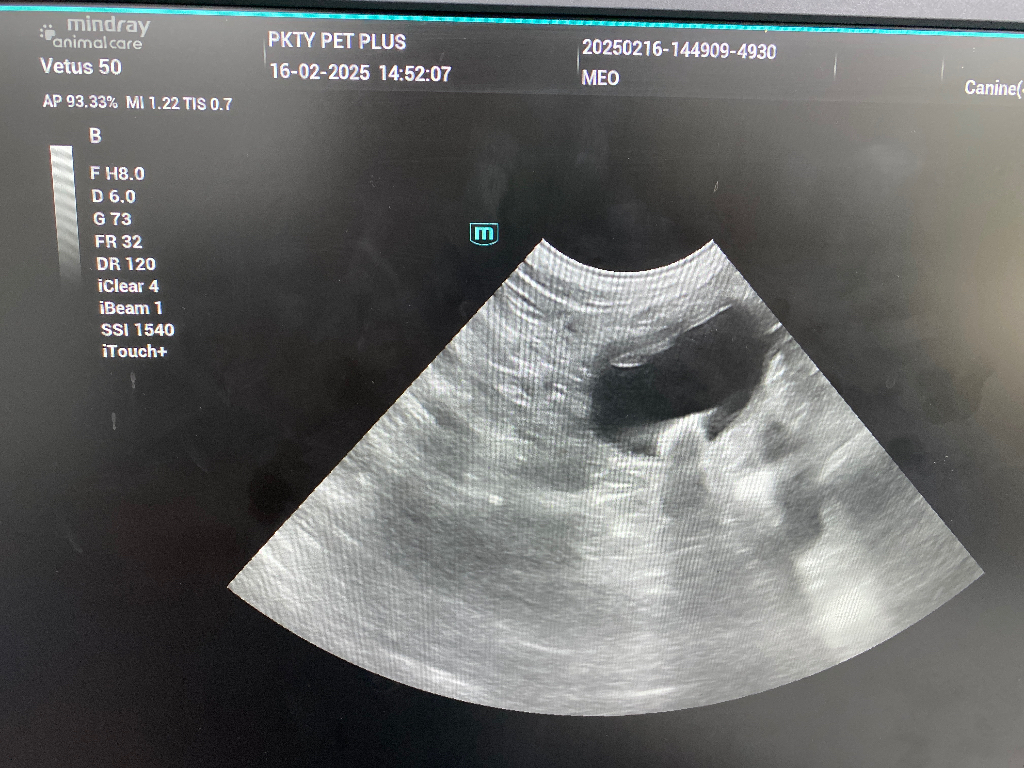 mindray
animalcare
Vetus 50
PKTY PET PLUS
16-02-2025 14:52:07
20250216-144909-4930
MEO
Canine(
AP 93.33% MI 1.22 TIS 0.7
B
F H8.0
D 6.0
G 73
FR 32
DR 120
iClear 4
iBeam 1
SSI 1540
iTouch+
m